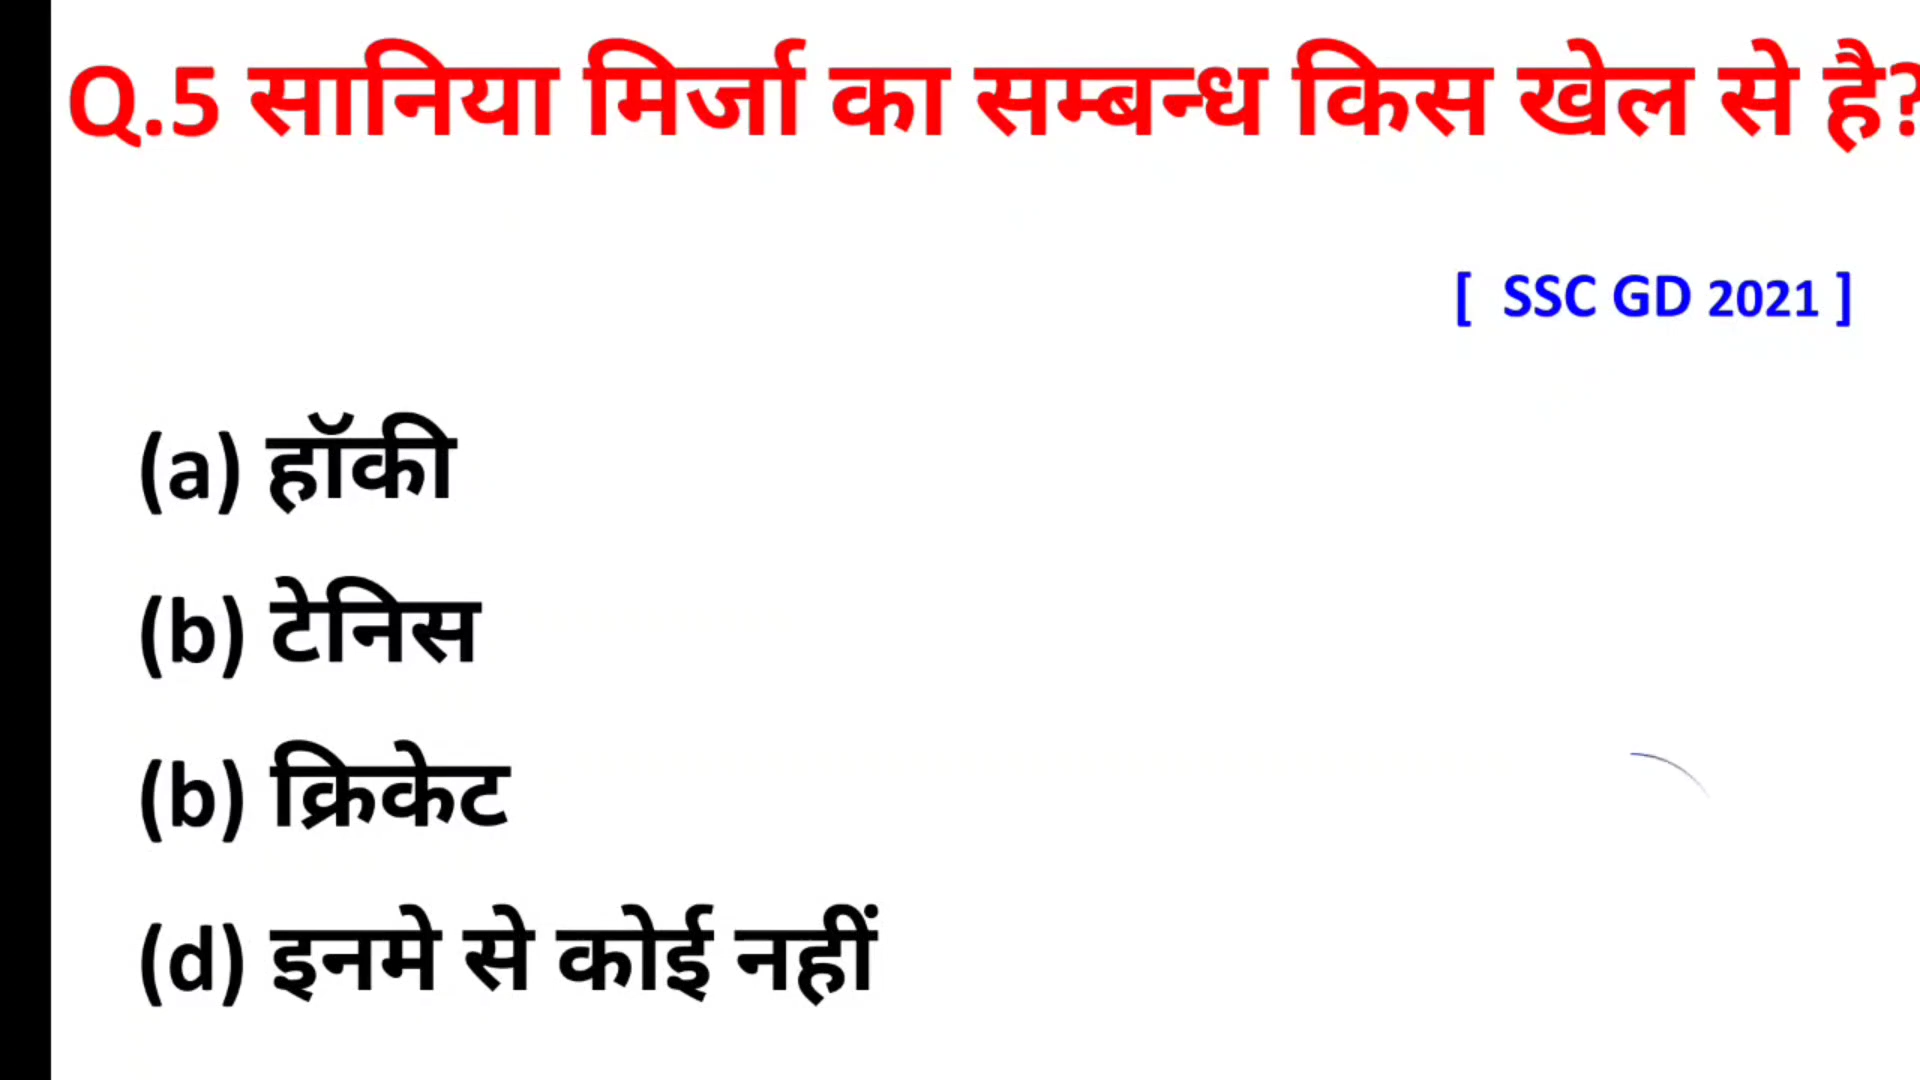 Q.5 सानिया मिर्जा का सम्बन्ध किस खेल से है?
[ SSC GD 2021 ]
(a) हॉकी
(b) टेनिस
(b) क्रिकेट
(d) इनमे से कोई नहीं